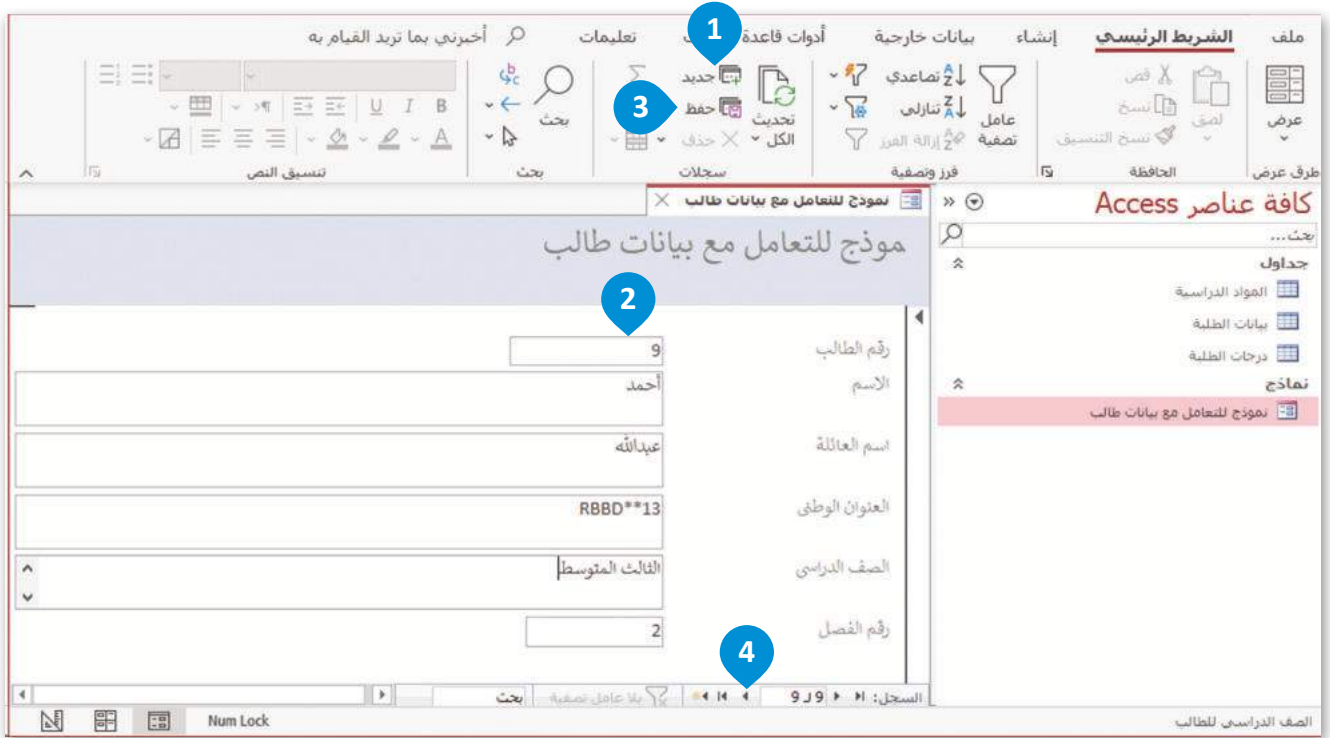 ملف الشريط الرئيسي إنشاء بيانات خارجية أدوات قاعدة تعليمات أخبرني بما تريد القيام به
1
عرض
لصق
قص
نسخ
نسخ التنسيق
عامل تصفية
تصاعدي
تنازلي
إزالة الفرز
تحديث الكل
جديد
حفظ
حذف
3
بحث
B I U
A
طرق عرض الحافظة فرز وتصفية سجلات بحث تنسيق النص
كافة عناصر Access
بحث...
جداول
المواد الدراسية
بيانات الطلبة
درجات الطلبة
نماذج
نموذج للتعامل مع بيانات طالب
نموذج للتعامل مع بيانات طالب
موذج للتعامل مع بيانات طالب
2
رقم الطالب 9
الاسم أحمد
اسم العائلة عبدالله
العنوان الوطني RBBD**13
الصف الدراسي الثالث المتوسط
رقم الفصل 2
4
السجل: 9 لـ 9 بلا عامل تصفية بحث
الصف الدراسي للطالب Num Lock